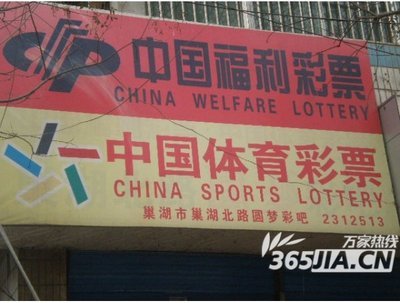 中国福利彩票
CHINA WELFARE LOTTERY
中国体育彩票
CHINA SPORTS LOTTERY
巢湖市巢湖北路圆梦彩吧 2312513
万家热线
365JIA.CN